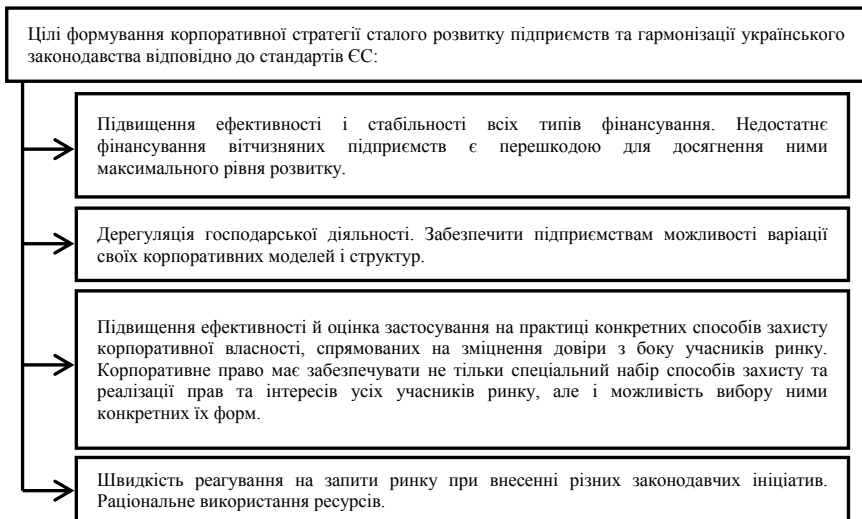 Цілі формування корпоративної стратегії сталого розвитку підприємств та гармонізації українського
законодавства відповідно до стандартів ЄС:
Підвищення ефективності і стабільності всіх типів фінансування. Недостатнє
фінансування вітчизняних підприємств є перешкодою для досягнення ними
максимального рівня розвитку.
Дерегуляція господарської діяльності. Забезпечити підприємствам можливості варіації
своїх корпоративних моделей і структур.
Підвищення ефективності й оцінка застосування на практиці конкретних способів захисту
корпоративної власності, спрямованих на зміцнення довіри з боку учасників ринку.
Корпоративне право має забезпечувати не тільки спеціальний набір способів захисту та
реалізації прав та інтересів усіх учасників ринку, але і можливість вибору ними
конкретних їх форм.
Швидкість реагування на запити ринку при внесенні різних законодавчих ініціатив.
Раціональне використання ресурсів.